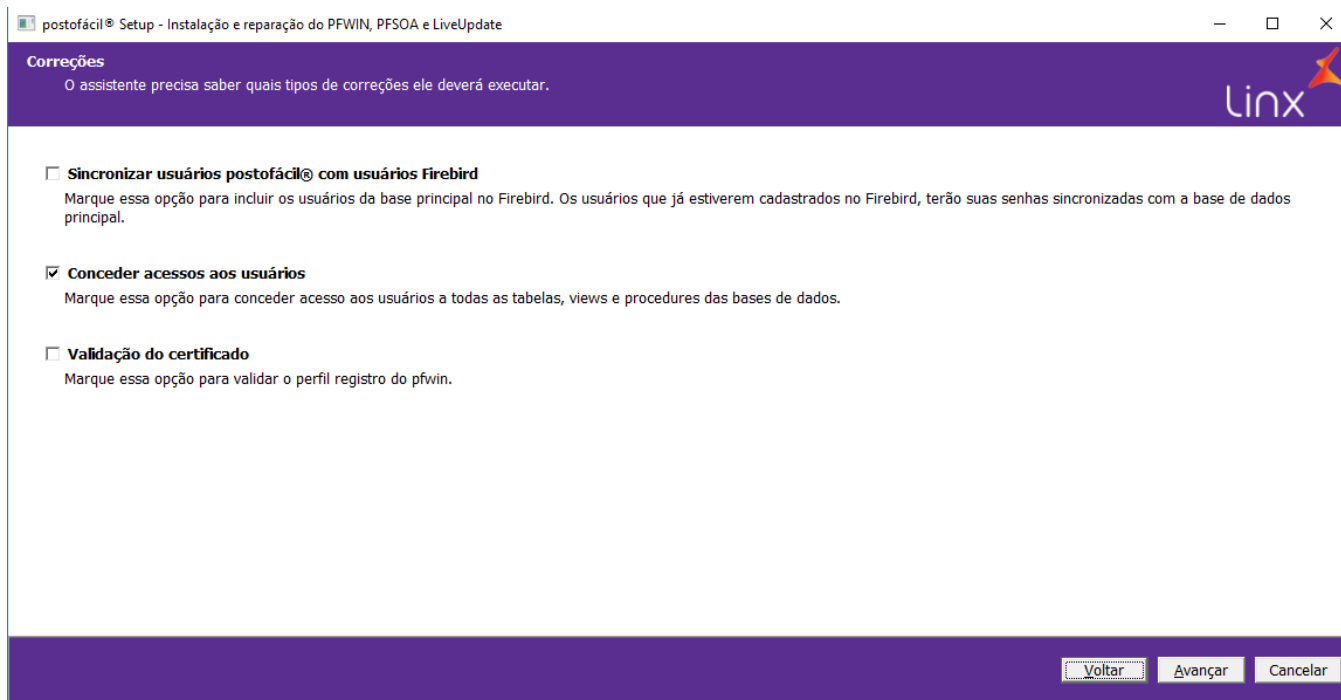 postofácil® Setup - Instalação e reparação do PFWIN, PFSOA e LiveUpdate
Correções
O assistente precisa saber quais tipos de correções ele deverá executar.
Linx
Sincronizar usuários postofácil® com usuários Firebird
Marque essa opção para incluir os usuários da base principal no Firebird. Os usuários que já estiverem cadastrados no Firebird, terão suas senhas sincronizadas com a base de dados
principal.
Conceder acessos aos usuários
Marque essa opção para conceder acesso aos usuários a todas as tabelas, views e procedures das bases de dados.
Validação do certificado
Marque essa opção para validar o perfil registro do pfwin.
Voltar Avançar Cancelar